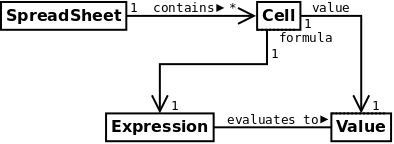 SpreadSheet 1 contains▶ * Cell value
1
formula
1
1 1
Expression evaluates to▶ Value